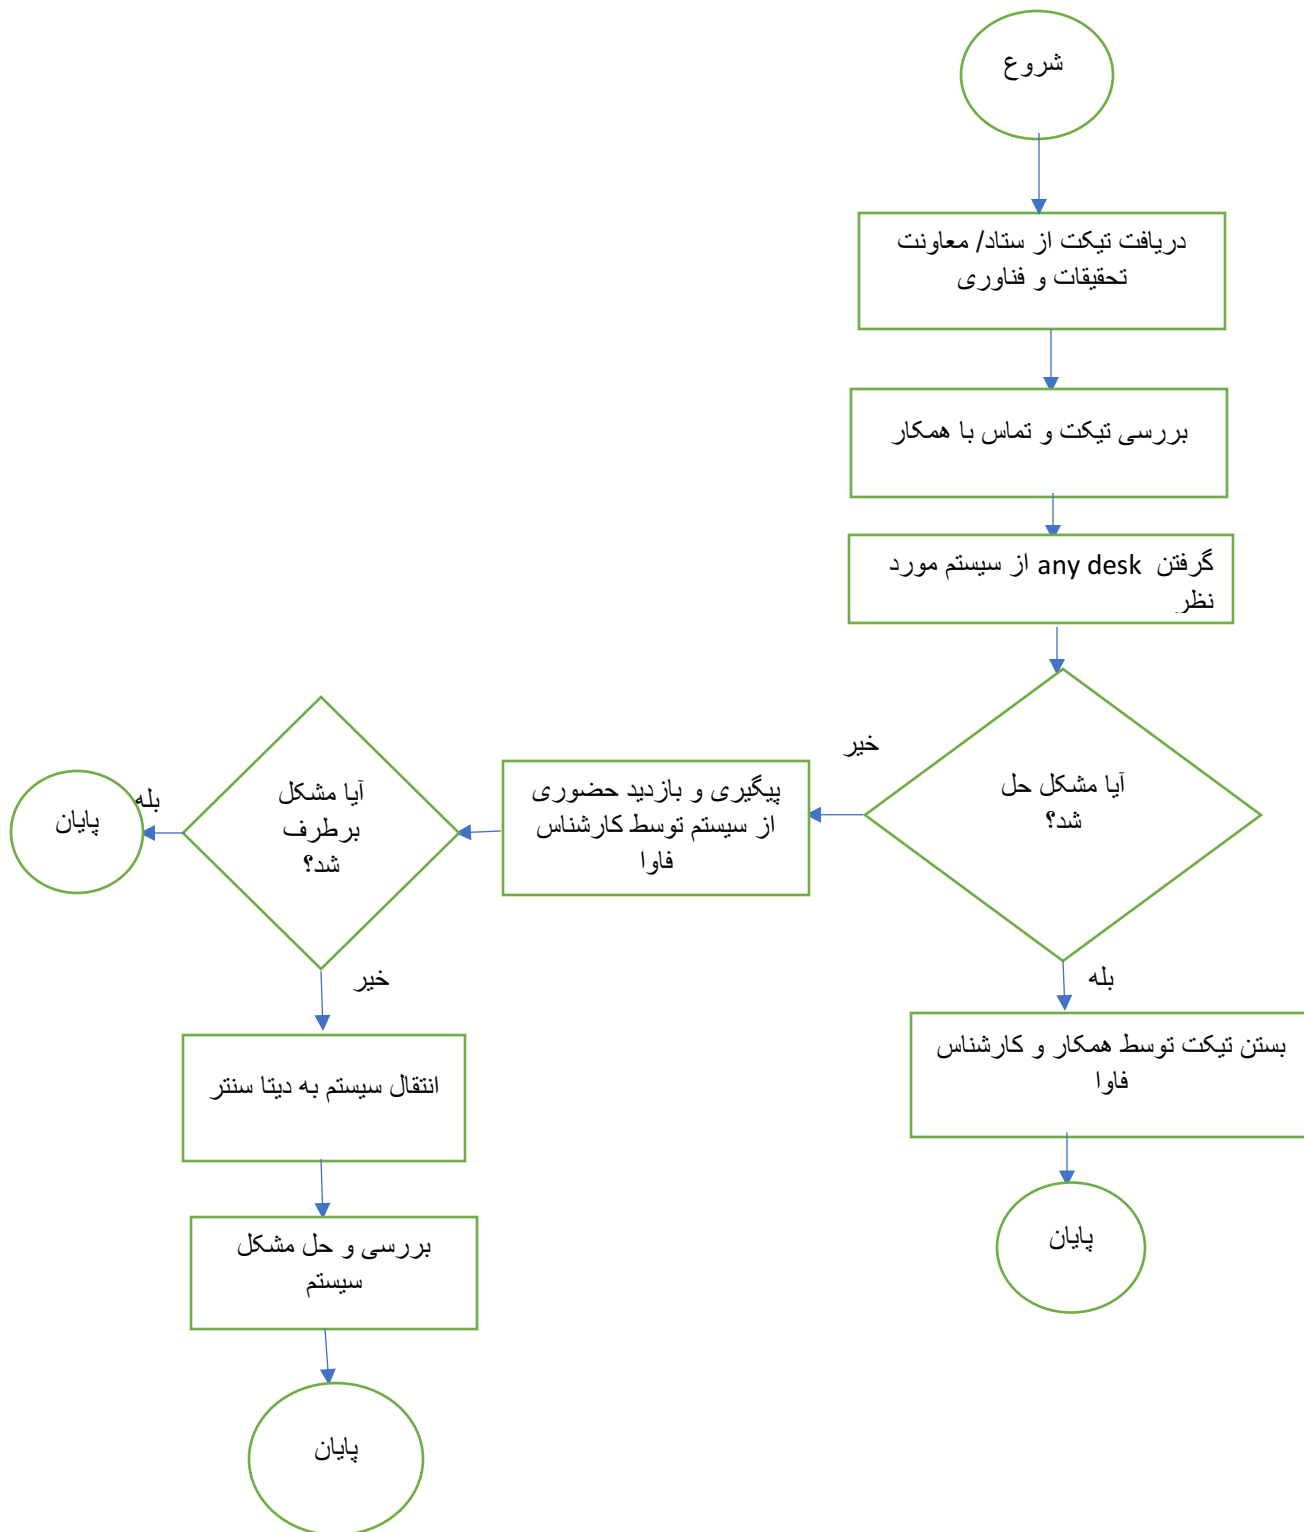 شروع
دریافت تیکت از ستاد/ معاونت
تحقیقات و فناوری
بررسی تیکت و تماس با همکار
گرفتن any desk از سیستم مورد
نظر
آیا مشکل حل
شد؟
خیر
پیگیری و بازدید حضوری
از سیستم توسط کارشناس
فاوا
آیا مشکل
برطرف
شد؟
بله
پایان
خیر
انتقال سیستم به دیتا سنتر
بررسی و حل مشکل
سیستم
پایان
بله
بستن تیکت توسط همکار و کارشناس
فاوا
پایان